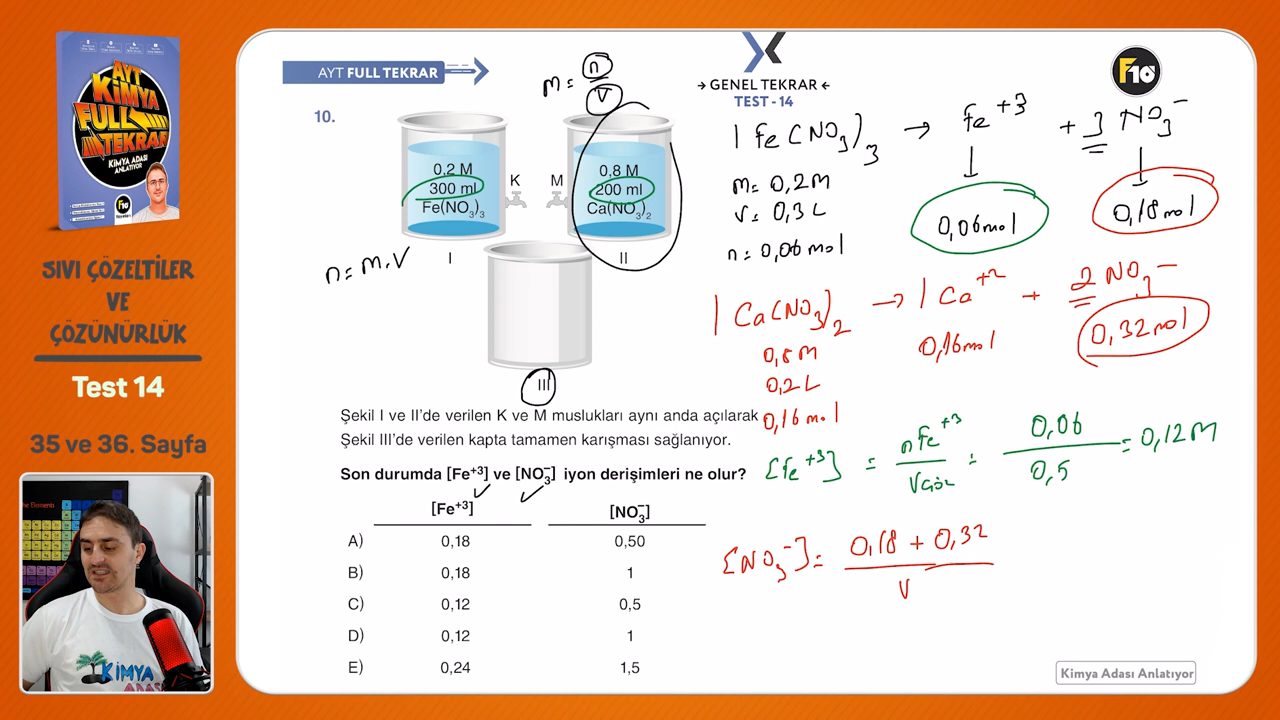 AYT
KİMYA
FULL
TEKRAR
KİMYA ADASI
ANLATIYOR
F10
SIVI ÇÖZELTİLER
VE
ÇÖZÜNÜRLÜK
Test 14
35 ve 36. Sayfa
KİMYA
ADASI
AYT FULL TEKRAR
GENEL TEKRAR
TEST - 14
F10
10.
M = n / V
0.2 M
300 ml
Fe(NO3)3
K
M
0.8 M
200 ml
Ca(NO3)2
I
II
III
n = M.V
1 Fe(NO3)3 → Fe+3 + 3 NO3-
M = 0,2M
V = 0,3L
n = 0,06 mol
0,06 mol
0,18 mol
1 Ca(NO3)2 → 1 Ca+2 + 2 NO3-
0,8 M
0,2 L
0,16 mol
0,16 mol
0,32 mol
Şekil I ve II'de verilen K ve M muslukları aynı anda açılarak
Şekil III'de verilen kapta tamamen karışması sağlanıyor.
Son durumda [Fe+3] ve [NO3-] iyon derişimleri ne olur?
[Fe+3] [NO3-]
A) 0,18 0,50
B) 0,18 1
C) 0,12 0,5
D) 0,12 1
E) 0,24 1,5
[Fe+3] = nFe+3 / Vçöz = 0,06 / 0,5 = 0,12 M
[NO3-] = 0,18 + 0,32 / V
Kimya Adası Anlatıyor